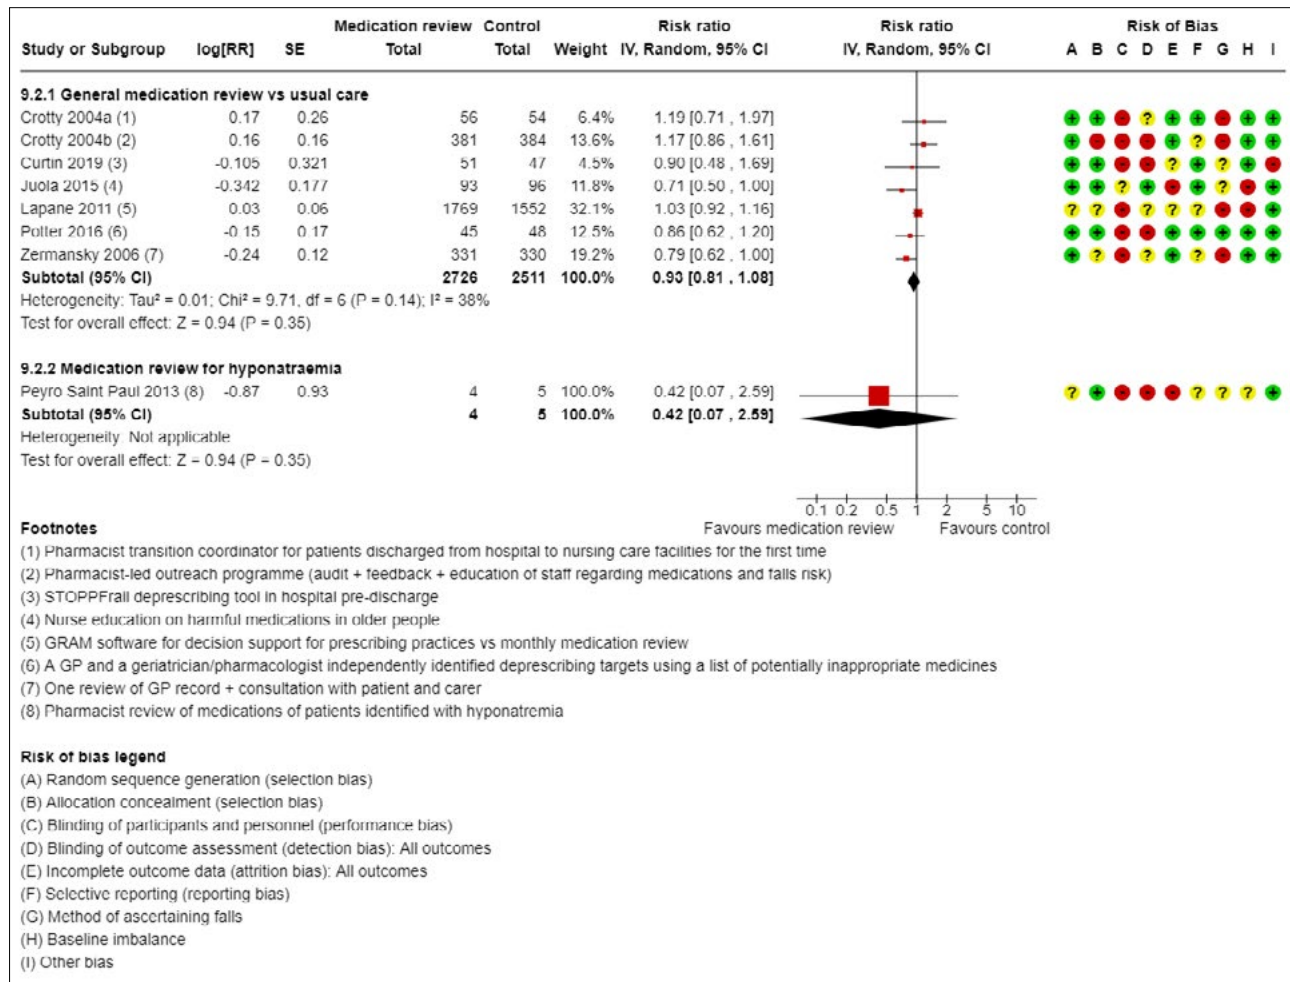 Medication review Control Risk ratio Risk ratio Risk of Bias
Study or Subgroup log[RR] SE Total Total Weight IV, Random, 95% CI IV, Random, 95% CI A B C D E F G H I
9.2.1 General medication review vs usual care
Crotty 2004a (1) 0.17 0.26 56 54 6.4% 1.19 [0.71 , 1.97] + + - ? + + - + +
Crotty 2004b (2) 0.16 0.16 381 384 13.6% 1.17 [0.86 , 1.61] + - - - + ? - + +
Curtin 2019 (3) -0.105 0.321 51 47 4.5% 0.90 [0.48 , 1.69] + + - - ? + ? + -
Juola 2015 (4) -0.342 0.177 93 96 11.8% 0.71 [0.50 , 1.00] + + ? + - + ? - +
Lapane 2011 (5) 0.03 0.06 1769 1552 32.1% 1.03 [0.92 , 1.16] ? ? - ? ? ? - - +
Potter 2016 (6) -0.15 0.17 45 48 12.5% 0.86 [0.62 , 1.20] + + - - + + + + +
Zermansky 2006 (7) -0.24 0.12 331 330 19.2% 0.79 [0.62 , 1.00] + ? - ? + ? - + +
Subtotal (95% CI) 2726 2511 100.0% 0.93 [0.81 , 1.08]
Heterogeneity: Tau² = 0.01; Chi² = 9.71, df = 6 (P = 0.14); I² = 38%
Test for overall effect: Z = 0.94 (P = 0.35)
9.2.2 Medication review for hyponatraemia
Peyro Saint Paul 2013 (8) -0.87 0.93 4 5 100.0% 0.42 [0.07 , 2.59] ? + - - - ? ? ? +
Subtotal (95% CI) 4 5 100.0% 0.42 [0.07 , 2.59]
Heterogeneity: Not applicable
Test for overall effect: Z = 0.94 (P = 0.35)
0.1 0.2 0.5 1 2 5 10
Favours medication review Favours control
Footnotes
(1) Pharmacist transition coordinator for patients discharged from hospital to nursing care facilities for the first time
(2) Pharmacist-led outreach programme (audit + feedback + education of staff regarding medications and falls risk)
(3) STOPPFrail deprescribing tool in hospital pre-discharge
(4) Nurse education on harmful medications in older people
(5) GRAM software for decision support for prescribing practices vs monthly medication review
(6) A GP and a geriatrician/pharmacologist independently identified deprescribing targets using a list of potentially inappropriate medicines
(7) One review of GP record + consultation with patient and carer
(8) Pharmacist review of medications of patients identified with hyponatremia
Risk of bias legend
(A) Random sequence generation (selection bias)
(B) Allocation concealment (selection bias)
(C) Blinding of participants and personnel (performance bias)
(D) Blinding of outcome assessment (detection bias): All outcomes
(E) Incomplete outcome data (attrition bias): All outcomes
(F) Selective reporting (reporting bias)
(G) Method of ascertaining falls
(H) Baseline imbalance
(I) Other bias